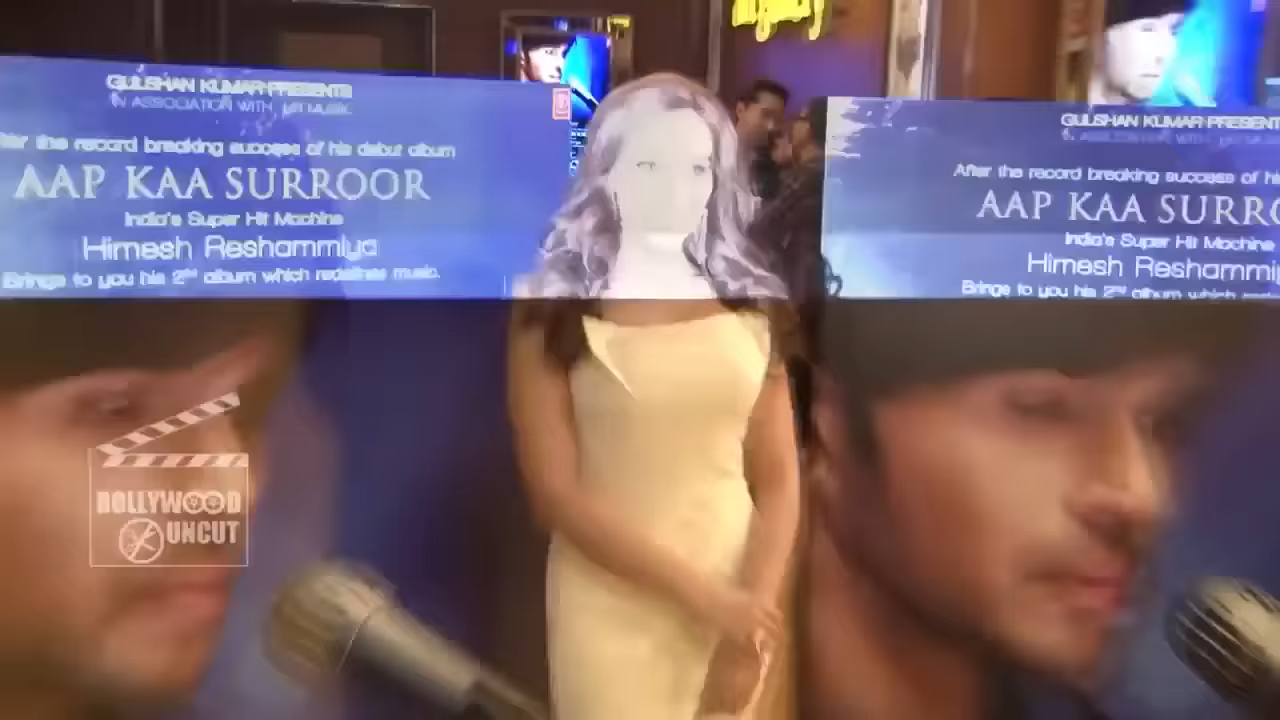 GULSHAN KUMAR PRESENTS
IN ASSOCIATION WITH
After the record breaking success of his debut album
AAP KAA SURROOR
India's Super Hit Machine
Himesh Reshammiya
Brings to you his 2nd album which redefines music.
GULSHAN KUMAR PRESENT
After the record breaking success of
AAP KAA SURRO
India's Super Hit Machine
Himesh Reshammi
Brings to you his 2nd album which
BOLLYWOOD
UNCUT